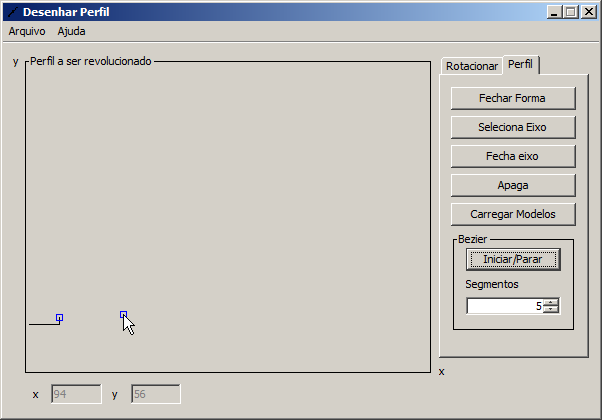 Desenhar Perfil
Arquivo Ajuda
y
Perfil a ser revolucionado
Rotacionar Perfil
Fechar Forma
Seleciona Eixo
Fecha eixo
Apaga
Carregar Modelos
Bezier
Iniciar/Parar
Segmentos
5
x
x 94 y 56